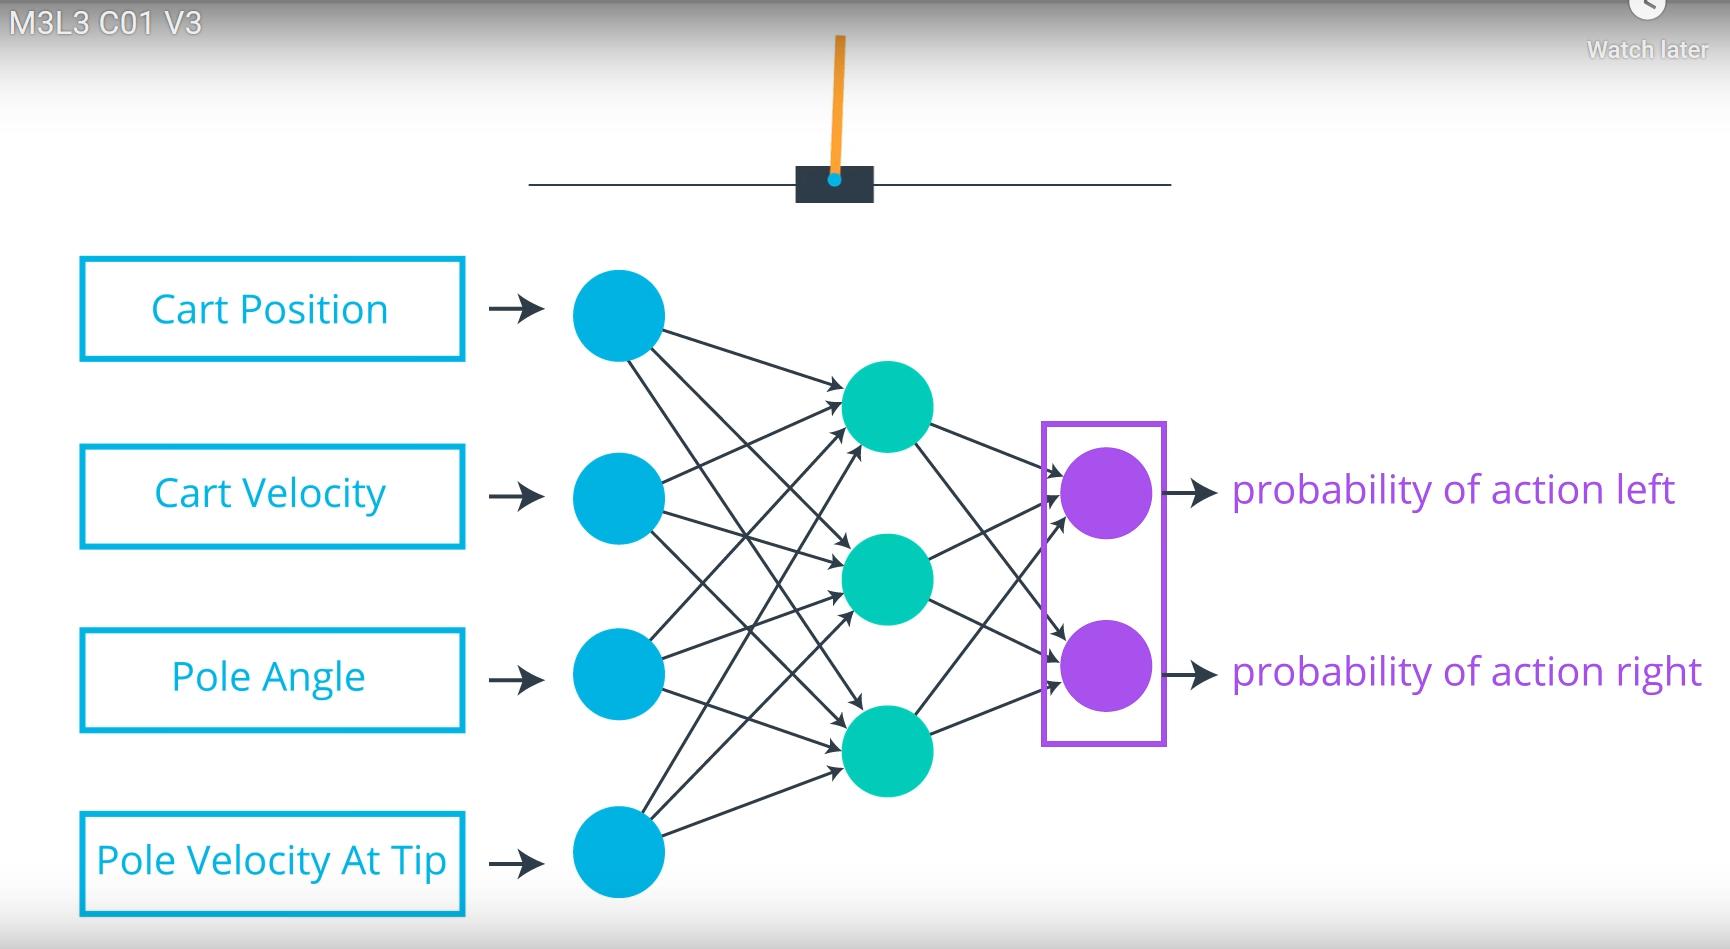 M3L3 C01 V3
Watch later
Cart Position
Cart Velocity
probability of action left
Pole Angle
probability of action right
Pole Velocity At Tip